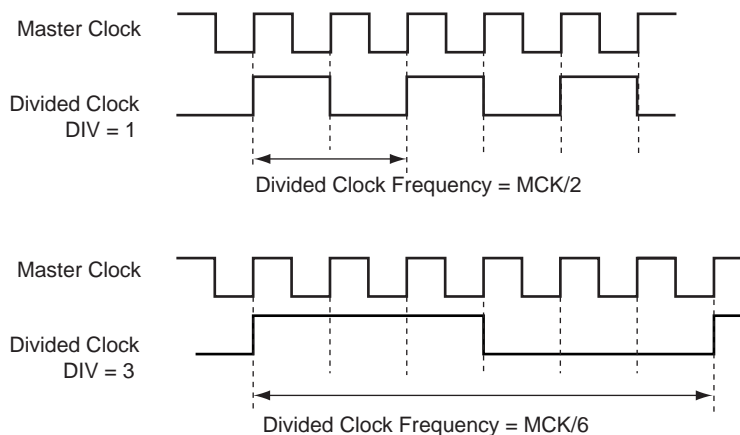 Master Clock
Divided Clock
DIV = 1
Divided Clock Frequency = MCK/2
Master Clock
Divided Clock
DIV = 3
Divided Clock Frequency = MCK/6